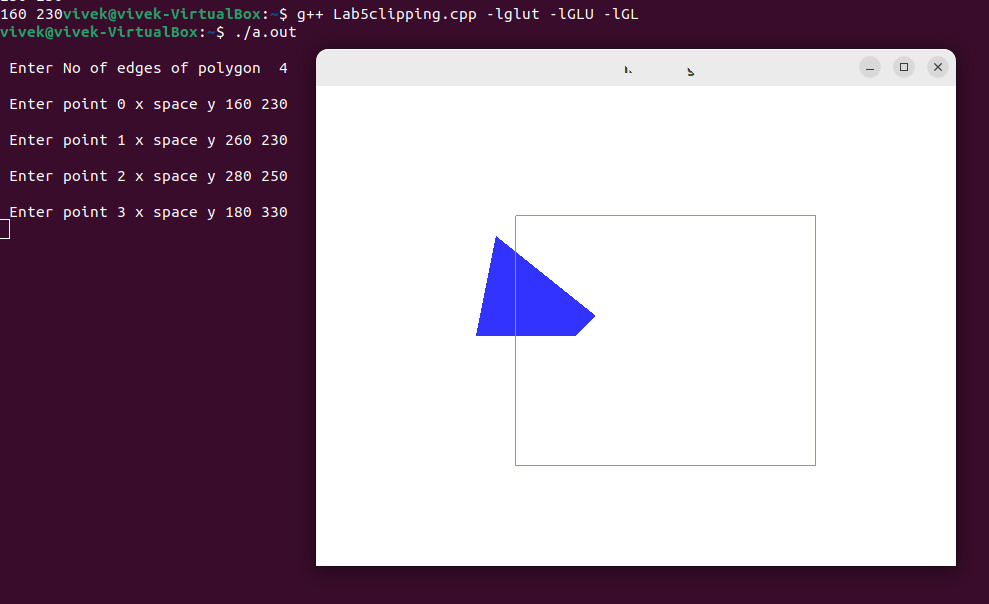 160 230vivek@vivek-VirtualBox:~$ g++ Lab5clipping.cpp -lglut -lGLU -lGL
vivek@vivek-VirtualBox:~$ ./a.out
Enter No of edges of polygon  4
Enter point 0 x space y 160 230
Enter point 1 x space y 260 230
Enter point 2 x space y 280 250
Enter point 3 x space y 180 330